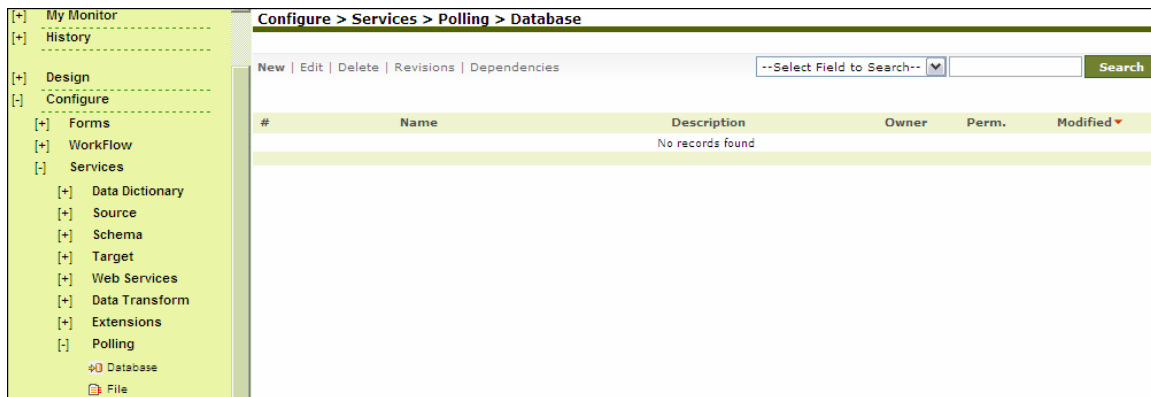 [+] My Monitor
[+] History
[+] Design
[-] Configure
[+] Forms
[+] WorkFlow
[-] Services
[+] Data Dictionary
[+] Source
[+] Schema
[+] Target
[+] Web Services
[+] Data Transform
[+] Extensions
[-] Polling
Database
File
Configure > Services > Polling > Database
New | Edit | Delete | Revisions | Dependencies
--Select Field to Search-- Search
# Name Description Owner Perm. Modified
No records found